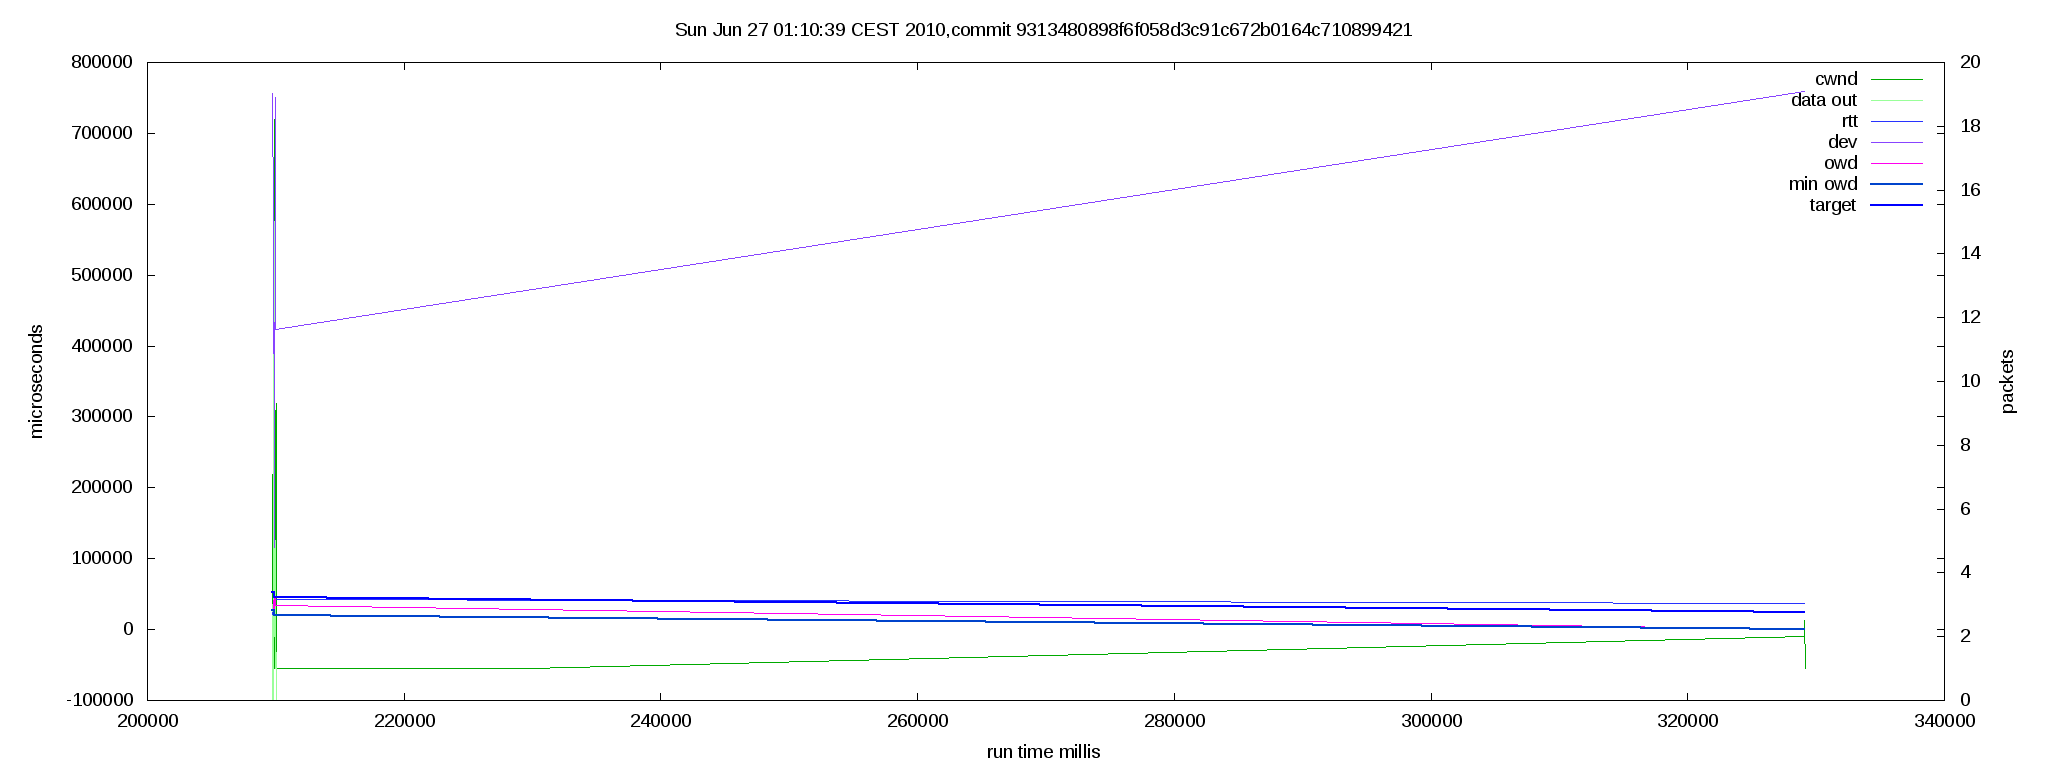 Sun Jun 27 01:10:39 CEST 2010,commit 9313480898f6f058d3c91c672b0164c710899421
800000
700000
600000
500000
400000
300000
200000
100000
0
-100000
microseconds
20
18
16
14
12
10
8
6
4
2
0
packets
cwnd
data out
rtt
dev
owd
min owd
target
200000 220000 240000 260000 280000 300000 320000 340000
run time millis